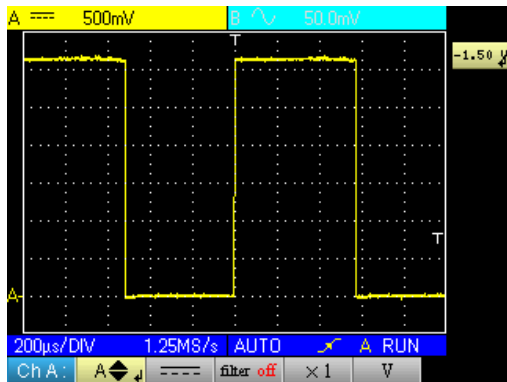 A 500mV B 50.0mV
T
-1.50 V
T
A
200µs/DIV 1.25MS/s AUTO A RUN
Ch A: A filter off ×1 V